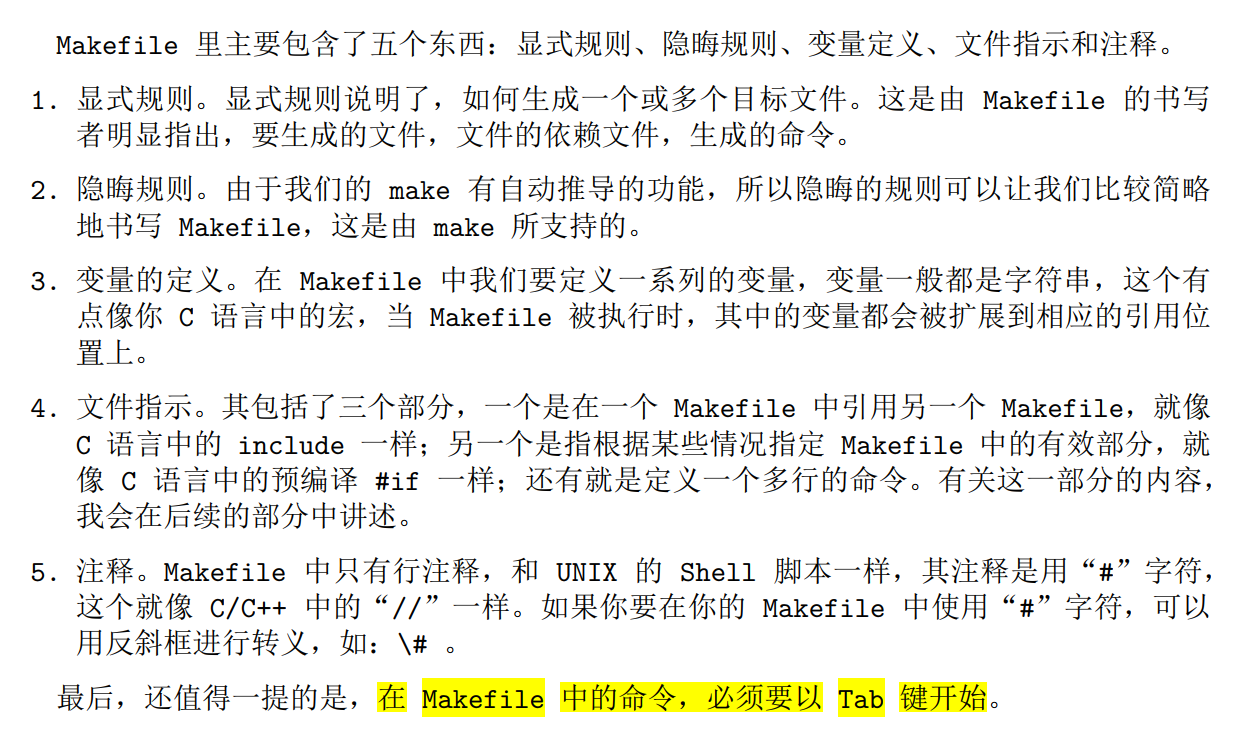 Makefile 里主要包含了五个东西：显式规则、隐晦规则、变量定义、文件指示和注释。
1. 显式规则。显式规则说明了，如何生成一个或多个目标文件。这是由 Makefile 的书写
者明显指出，要生成的文件，文件的依赖文件，生成的命令。
2. 隐晦规则。由于我们的 make 有自动推导的功能，所以隐晦的规则可以让我们比较简略
地书写 Makefile，这是由 make 所支持的。
3. 变量的定义。在 Makefile 中我们要定义一系列的变量，变量一般都是字符串，这个有
点像你 C 语言中的宏，当 Makefile 被执行时，其中的变量都会被扩展到相应的引用位
置上。
4. 文件指示。其包括了三个部分，一个是在一个 Makefile 中引用另一个 Makefile，就像
C 语言中的 include 一样；另一个是指根据某些情况指定 Makefile 中的有效部分，就
像 C 语言中的预编译 #if 一样；还有就是定义一个多行的命令。有关这一部分的内容，
我会在后续的部分中讲述。
5. 注释。Makefile 中只有行注释，和 UNIX 的 Shell 脚本一样，其注释是用“#”字符，
这个就像 C/C++ 中的“//”一样。如果你要在你的 Makefile 中使用“#”字符，可以
用反斜框进行转义，如：\# 。
最后，还值得一提的是，在 Makefile 中的命令，必须要以 Tab 键开始。